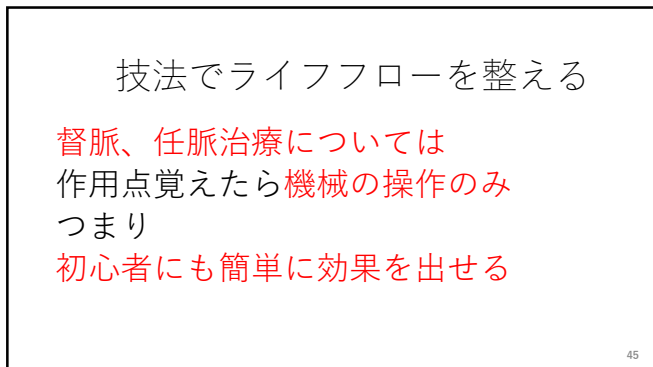 技法でライフフローを整える
督脈、任脈治療については
作用点覚えたら機械の操作のみ
つまり
初心者にも簡単に効果を出せる
45